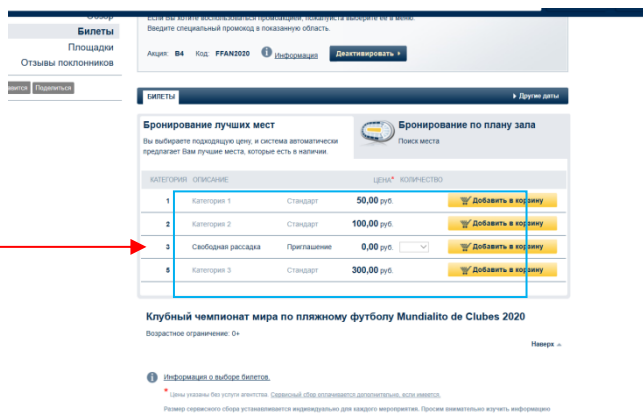 Обзор
Если Вы хотите воспользоваться промоакцией, пожалуйста выберите её в меню.
Билеты
Введите специальный промокод в показанную область.
Площадки
Отзывы поклонников
Акция: B4 Код: FFAN2020 Информация Деактивировать
Поделиться
БИЛЕТЫ Другие даты
Бронирование лучших мест
Вы выбираете подходящую цену, и система автоматически
предлагает Вам лучшие места, которые есть в наличии.
Бронирование по плану зала
Поиск места
КАТЕГОРИЯ ОПИСАНИЕ ЦЕНА* КОЛИЧЕСТВО
1 Категория 1 Стандарт 50,00 руб. Добавить в корзину
2 Категория 2 Стандарт 100,00 руб. Добавить в корзину
3 Свободная рассадка Приглашение 0,00 руб. Добавить в корзину
5 Категория 3 Стандарт 300,00 руб. Добавить в корзину
Клубный чемпионат мира по пляжному футболу Mundialito de Clubes 2020
Возрастное ограничение: 0+
Наверх
Информация о выборе билетов.
* Цены указаны без услуги агентства. Сервисный сбор оплачивается дополнительно, если имеется.
Размер сервисного сбора устанавливается индивидуально для каждого мероприятия. Просим внимательно изучить информацию